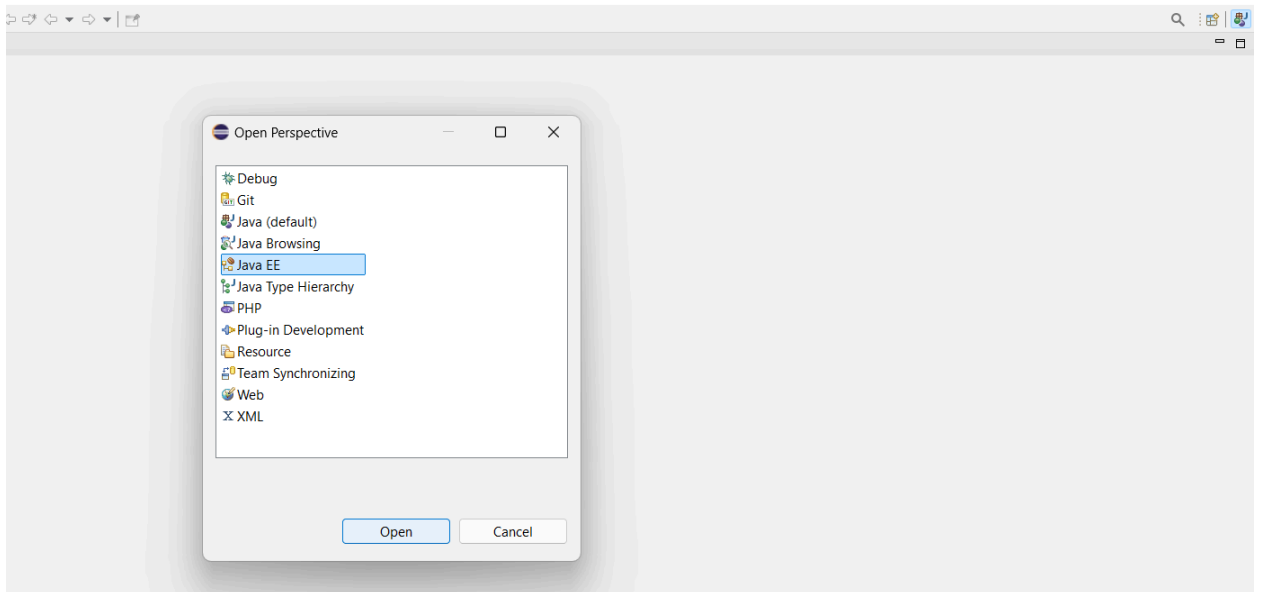 Open Perspective
Debug
Git
Java (default)
Java Browsing
Java EE
Java Type Hierarchy
PHP
Plug-in Development
Resource
Team Synchronizing
Web
XML
Open
Cancel